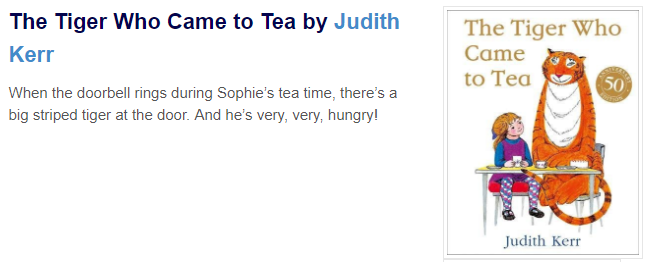 The Tiger Who Came to Tea by Judith
Kerr
When the doorbell rings during Sophie’s tea time, there’s a
big striped tiger at the door. And he’s very, very, hungry!
The Tiger Who
Came
to Tea
50
Judith Kerr